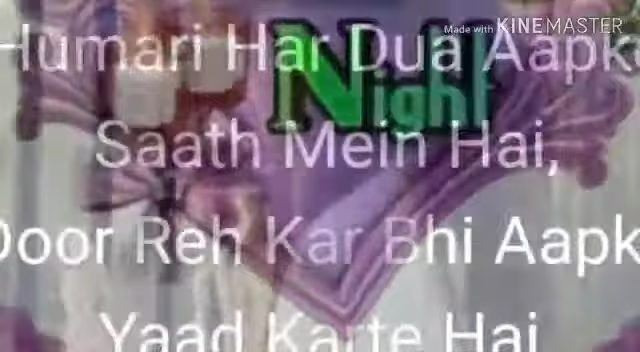 Made with KINEMASTER
Humari Har Dua Aapk
Night
Saath Mein Hai,
Door Reh Kar Bhi Aapk
Yaad Karte Hai